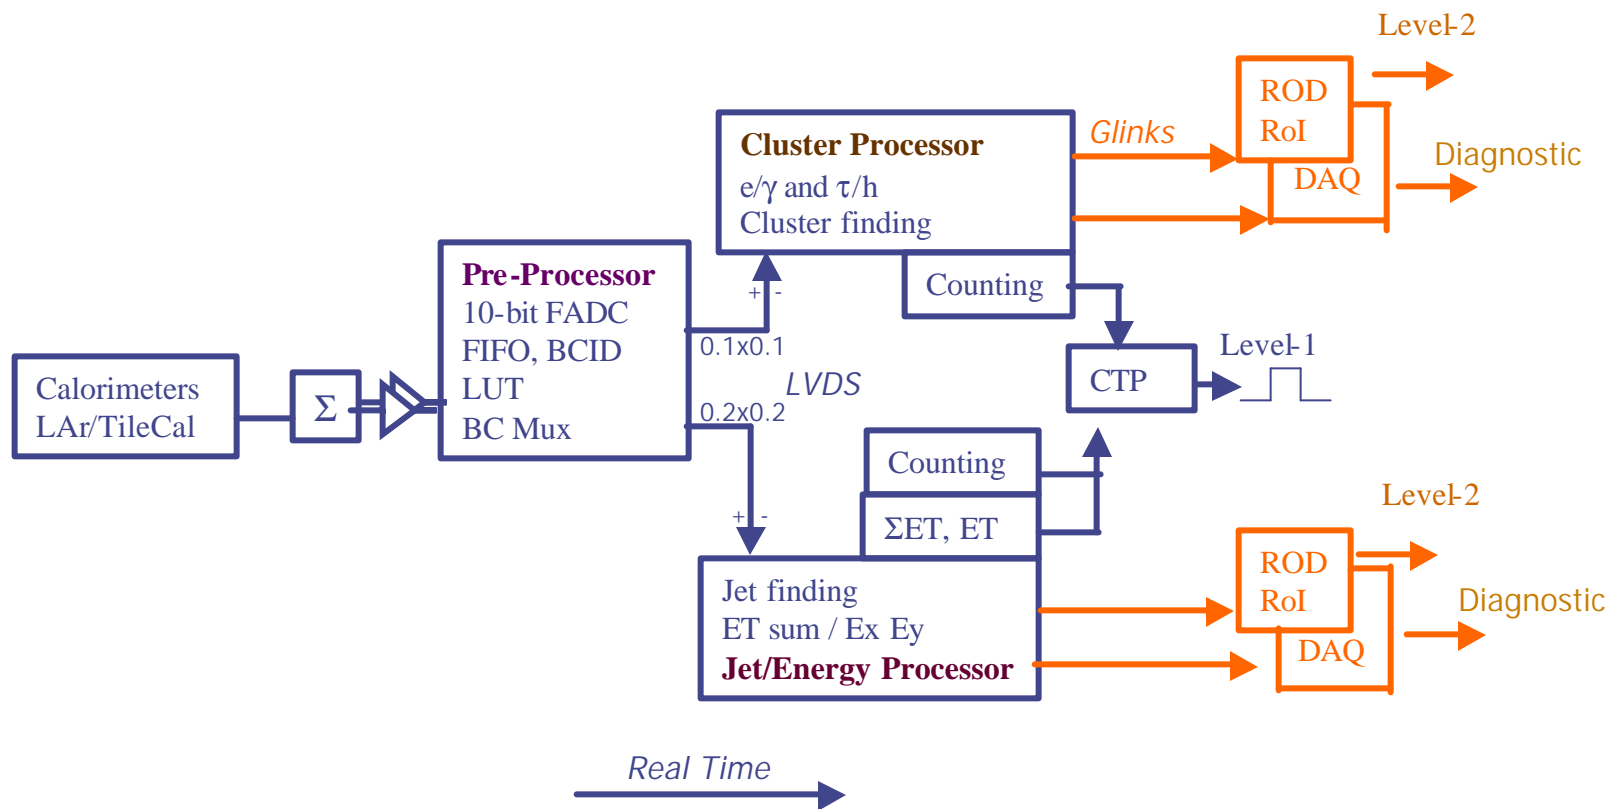 Calorimeters
LAr/TileCal
Σ
Pre-Processor
10-bit FADC
FIFO, BCID
LUT
BC Mux
0.1x0.1
LVDS
0.2x0.2
+ -
Cluster Processor
e/γ and τ/h
Cluster finding
Counting
Glinks
ROD
RoI
DAQ
Level-2
Diagnostic
CTP
Level-1
+ -
Counting
ΣET, ET
Jet finding
ET sum / Ex Ey
Jet/Energy Processor
ROD
RoI
DAQ
Level-2
Diagnostic
Real Time